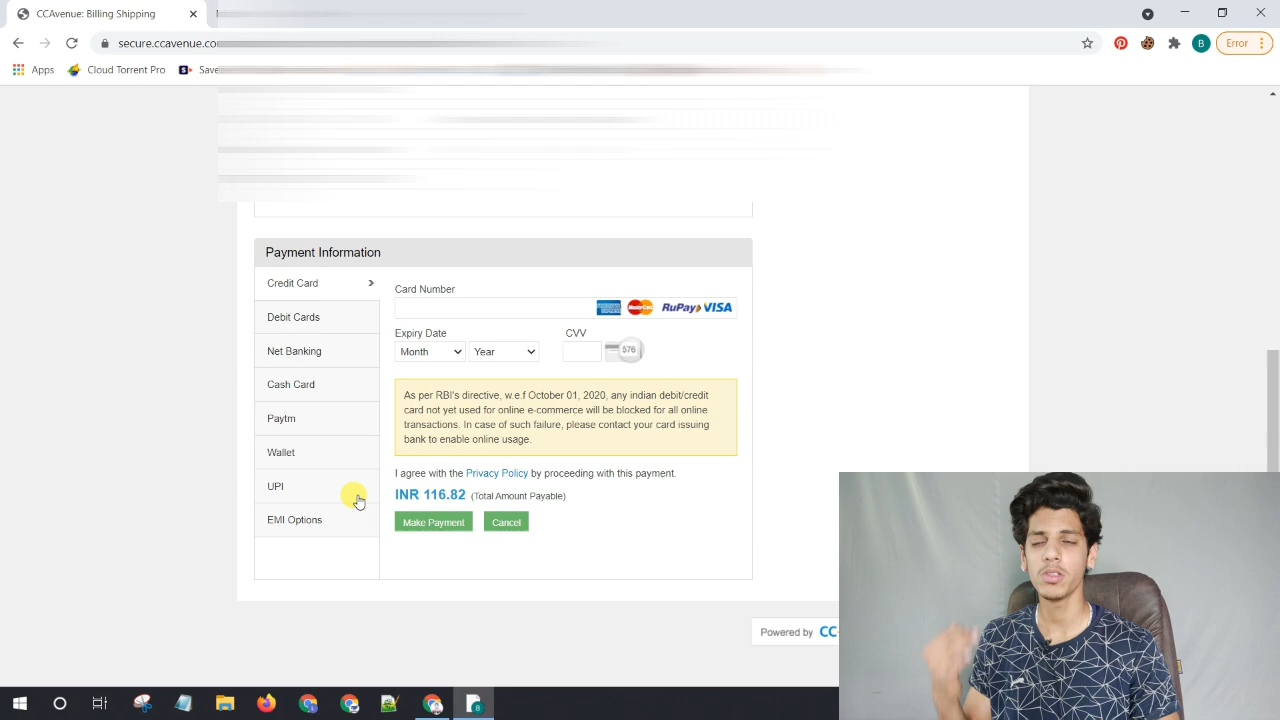 CCAvenue: Billing Shipping
secure.ccavenue.co
B
Error
Apps
Cloud Torrent Pro
S
Save
Payment Information
Credit Card
Debit Cards
Net Banking
Cash Card
Paytm
Wallet
UPI
EMI Options
Card Number
AMERICAN EXPRESS
MasterCard
RuPay
VISA
Expiry Date
CVV
Month
Year
576
As per RBI's directive, w.e.f October 01, 2020, any indian debit/credit
card not yet used for online e-commerce will be blocked for all online
transactions. In case of such failure, please contact your card issuing
bank to enable online usage.
I agree with the Privacy Policy by proceeding with this payment.
INR 116.82 (Total Amount Payable)
Make Payment
Cancel
Powered by CC